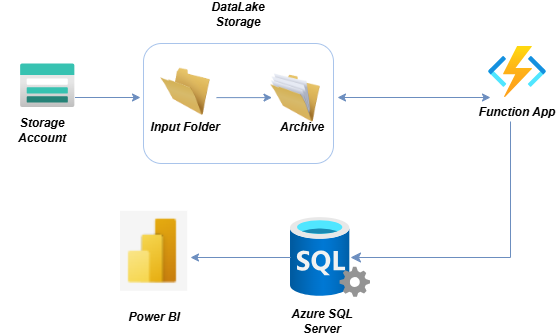 DataLake
Storage
Input Folder
Archive
Storage
Account
Function App
SQL
Power BI
Azure SQL
Server